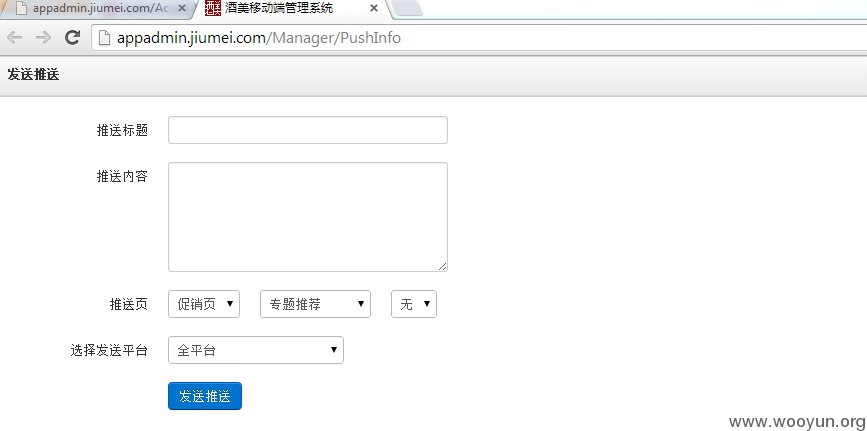 appadmin.jiumei.com/Ac
酒美移动端管理系统
appadmin.jiumei.com/Manager/PushInfo
发送推送
推送标题
推送内容
推送页 促销页 专题推荐 无
选择发送平台 全平台
发送推送
www.wooyun.org